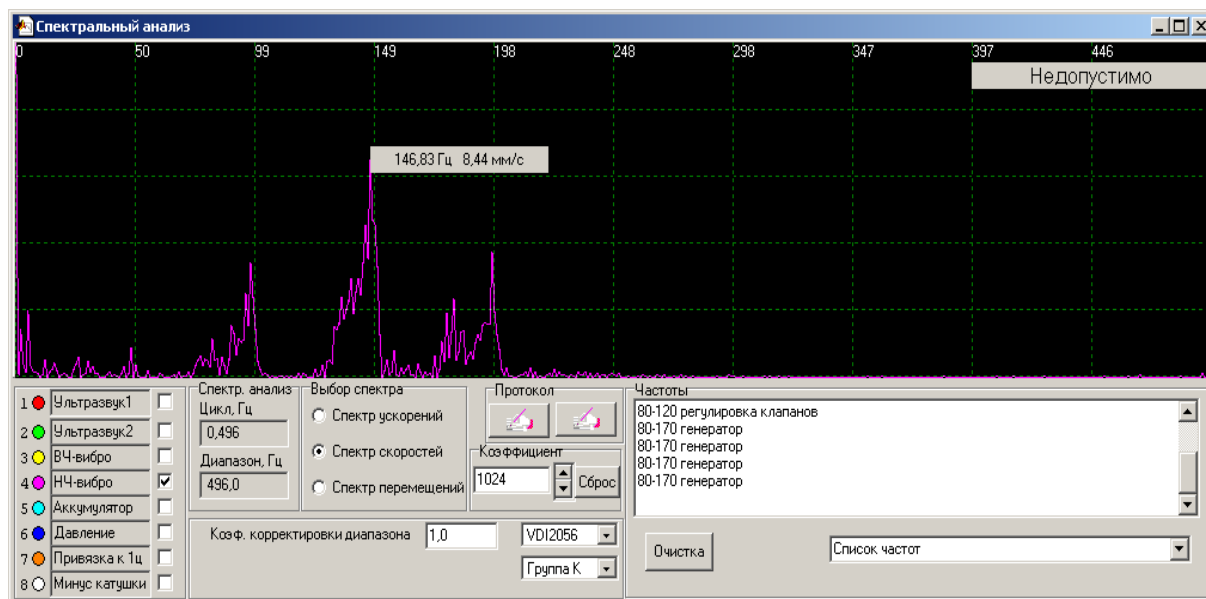 Спектральный анализ
0 50 99 149 198 248 298 347 397 446
Недопустимо
146,83 Гц 8,44 мм/с
1 Ультразвук1
2 Ультразвук2
3 ВЧ-вибро
4 НЧ-вибро
5 Аккумулятор
6 Давление
7 Привязка к 1ц
8 Минус катушки
Спектр. анализ
Цикл, Гц
0,496
Диапазон, Гц
496,0
Выбор спектра
Спектр ускорений
Спектр скоростей
Спектр перемещений
Протокол
Коэффициент
1024
Сброс
Коэф. корректировки диапазона 1,0
VDI2056
Группа K
Частоты
80-120 регулировка клапанов
80-170 генератор
80-170 генератор
80-170 генератор
80-170 генератор
Очистка
Список частот